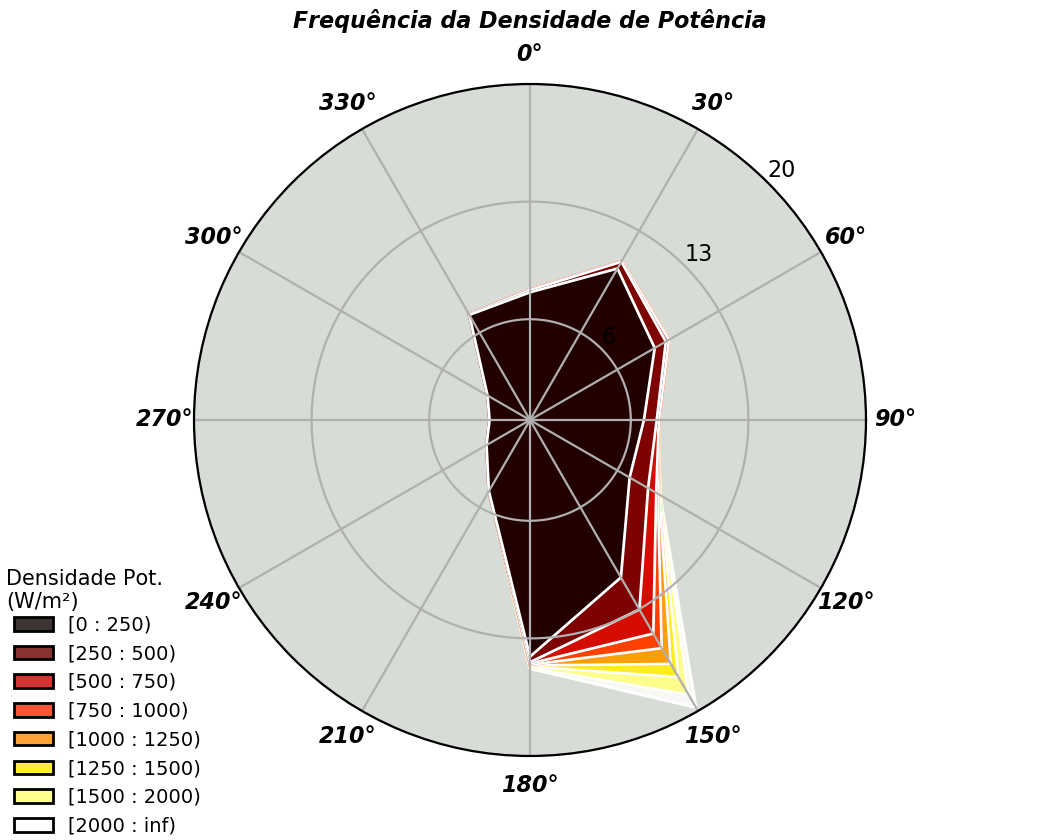 Frequência da Densidade de Potência
0°
330°
30°
20
300°
60°
13
6
270°
90°
240°
120°
210°
150°
180°
Densidade Pot.
(W/m²)
[0 : 250)
[250 : 500)
[500 : 750)
[750 : 1000)
[1000 : 1250)
[1250 : 1500)
[1500 : 2000)
[2000 : inf)